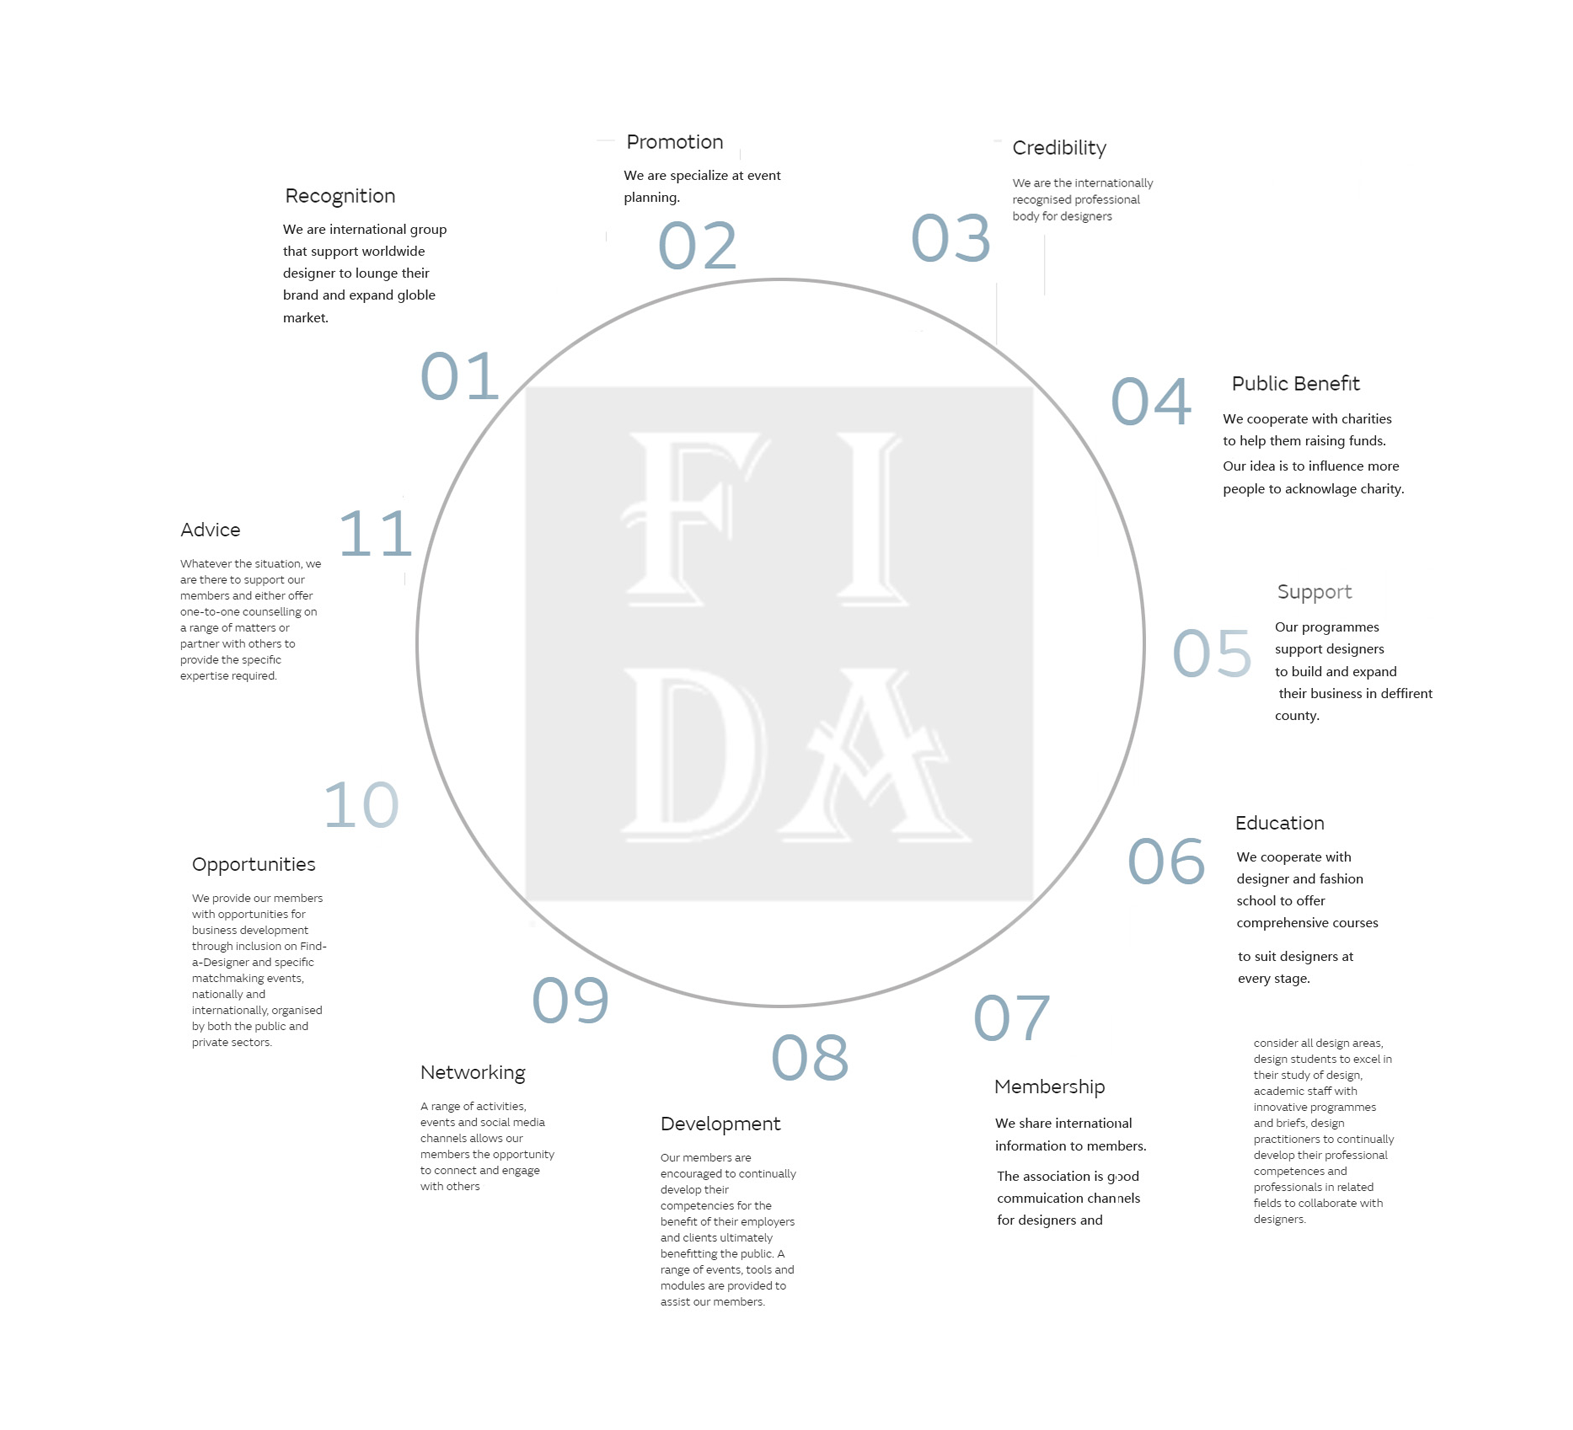 Recognition
We are international group
that support worldwide
designer to lounge their
brand and expand globle
market.
01
Promotion
We are specialize at event
planning.
02
Credibility
We are the internationally
recognised professional
body for designers
03
04
Public Benefit
We cooperate with charities
to help them raising funds.
Our idea is to influence more
people to acknowlage charity.
05
Support
Our programmes
support designers
to build and expand
their business in deffirent
county.
06
Education
We cooperate with
designer and fashion
school to offer
comprehensive courses
to suit designers at
every stage.
consider all design areas,
design students to excel in
their study of design,
academic staff with
innovative programmes
and briefs, design
practitioners to continually
develop their professional
competences and
professionals in related
fields to collaborate with
designers.
07
Membership
We share international
information to members.
The association is good
commuication channels
for designers and
08
Development
Our members are
encouraged to continually
develop their
competencies for the
benefit of their employers
and clients ultimately
benefitting the public. A
range of events, tools and
modules are provided to
assist our members.
09
Networking
A range of activities,
events and social media
channels allows our
members the opportunity
to connect and engage
with others
10
Opportunities
We provide our members
with opportunities for
business development
through inclusion on Find-
a-Designer and specific
matchmaking events,
nationally and
internationally, organised
by both the public and
private sectors.
11
Advice
Whatever the situation, we
are there to support our
members and either offer
one-to-one counselling on
a range of matters or
partner with others to
provide the specific
expertise required.
F I
D A